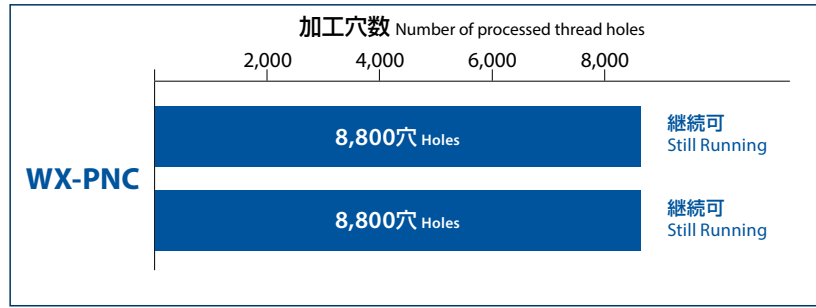 加工穴数 Number of processed thread holes
2,000 4,000 6,000 8,000
8,800穴 Holes
継続可
Still Running
WX-PNC
8,800穴 Holes
継続可
Still Running